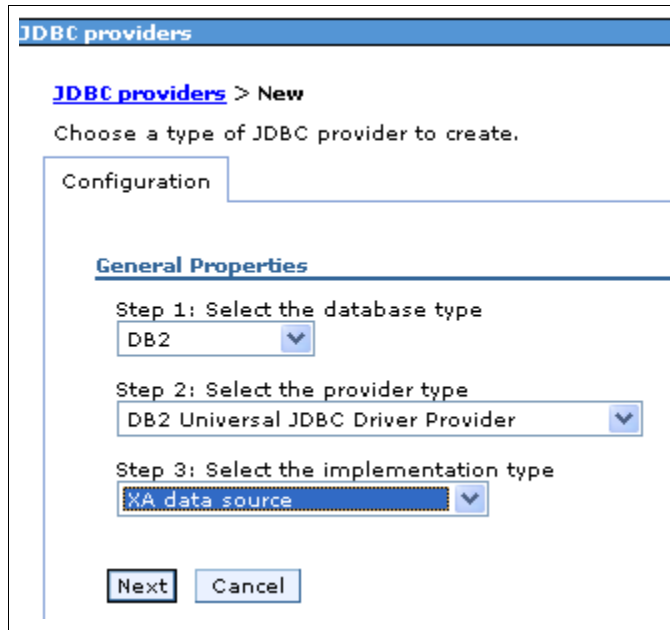 JDBC providers
JDBC providers > New
Choose a type of JDBC provider to create.
Configuration
General Properties
Step 1: Select the database type
DB2
Step 2: Select the provider type
DB2 Universal JDBC Driver Provider
Step 3: Select the implementation type
XA data source
Next Cancel